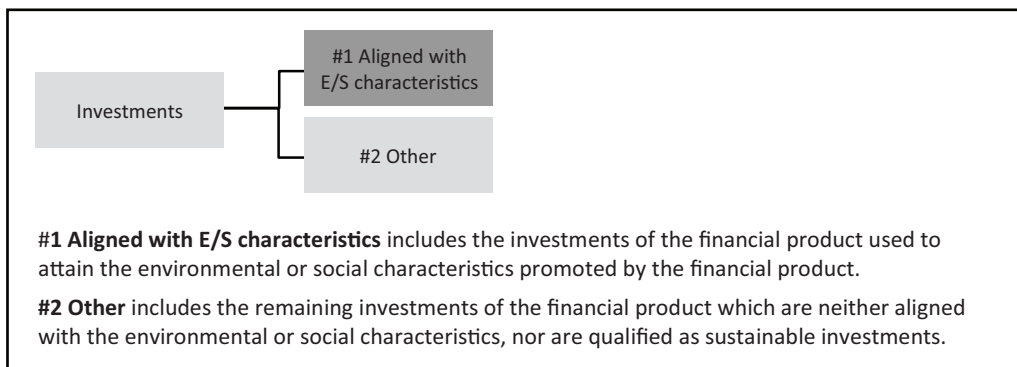 #1 Aligned with
E/S characteristics
Investments
#2 Other
#1 Aligned with E/S characteristics includes the investments of the financial product used to
attain the environmental or social characteristics promoted by the financial product.
#2 Other includes the remaining investments of the financial product which are neither aligned
with the environmental or social characteristics, nor are qualified as sustainable investments.